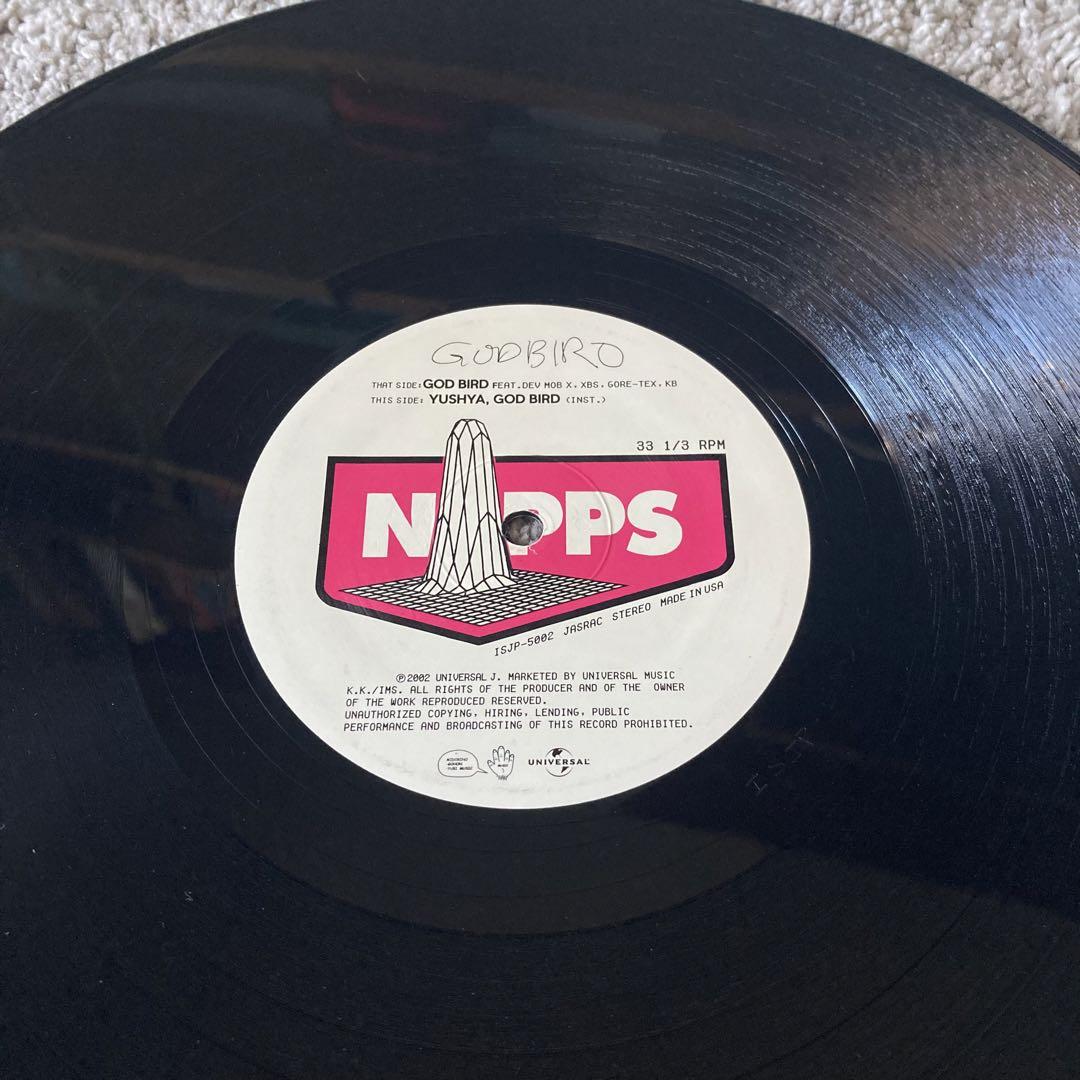 GODBIRD
THAT SIDE: GOD BIRD FEAT. DEV MOB X, XBS, GORE-TEX, KB
THIS SIDE: YUSHYA, GOD BIRD (INST.)
33 1/3 RPM
N PPS
ISJP-5002 JASRAC STEREO MADE IN USA
℗2002 UNIVERSAL J. MARKETED BY UNIVERSAL MUSIC
K.K./IMS. ALL RIGHTS OF THE PRODUCER AND OF THE OWNER
OF THE WORK REPRODUCED RESERVED.
UNAUTHORIZED COPYING, HIRING, LENDING, PUBLIC
PERFORMANCE AND BROADCASTING OF THIS RECORD PROHIBITED.
UNIVERSAL